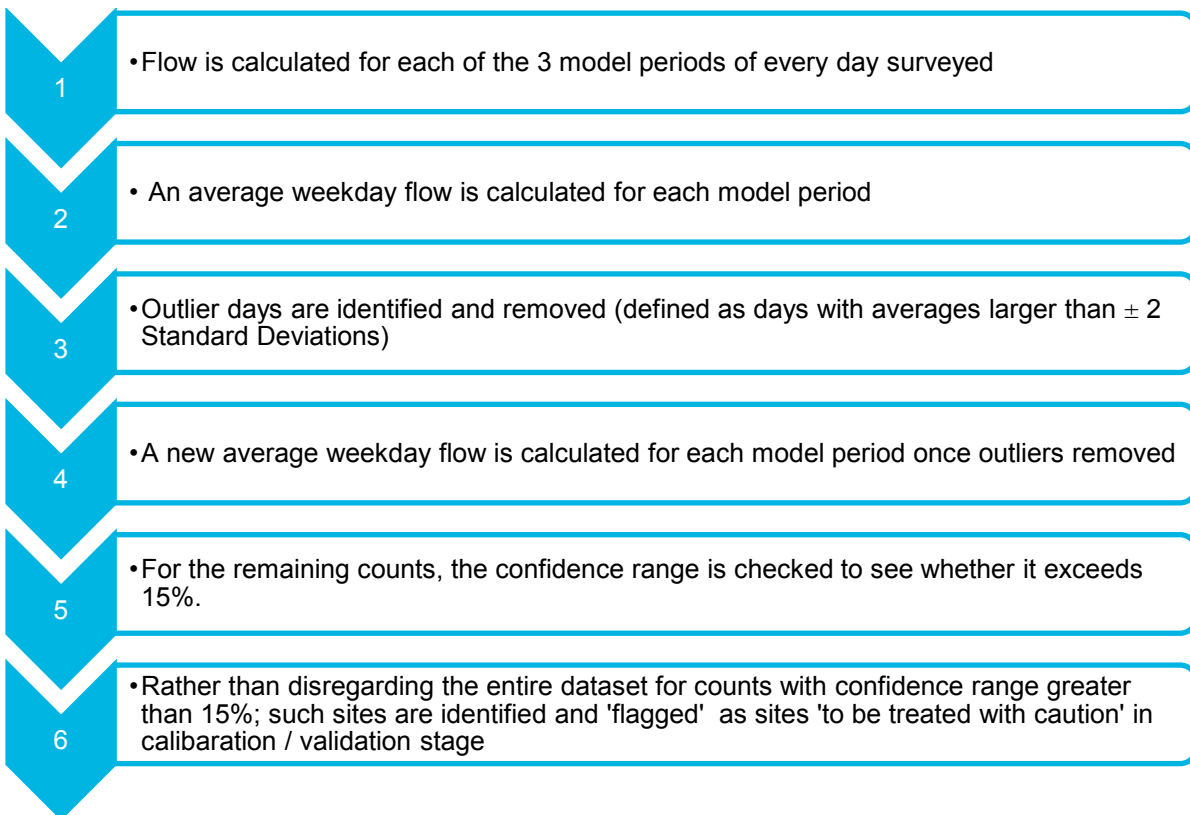 1
•Flow is calculated for each of the 3 model periods of every day surveyed
2
• An average weekday flow is calculated for each model period
3
•Outlier days are identified and removed (defined as days with averages larger than ± 2
Standard Deviations)
4
•A new average weekday flow is calculated for each model period once outliers removed
5
•For the remaining counts, the confidence range is checked to see whether it exceeds
15%.
6
•Rather than disregarding the entire dataset for counts with confidence range greater
than 15%; such sites are identified and 'flagged'  as sites 'to be treated with caution' in
calibaration / validation stage